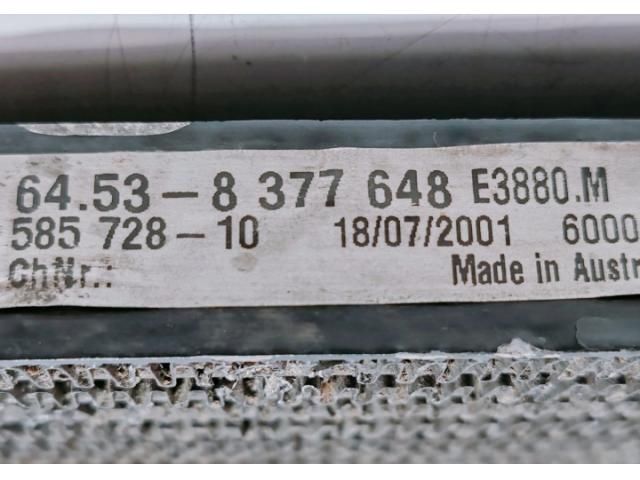 64.53-8 377 648 E3880.M
585 728-10 18/07/2001 6000
ChNr.:
Made in Austr